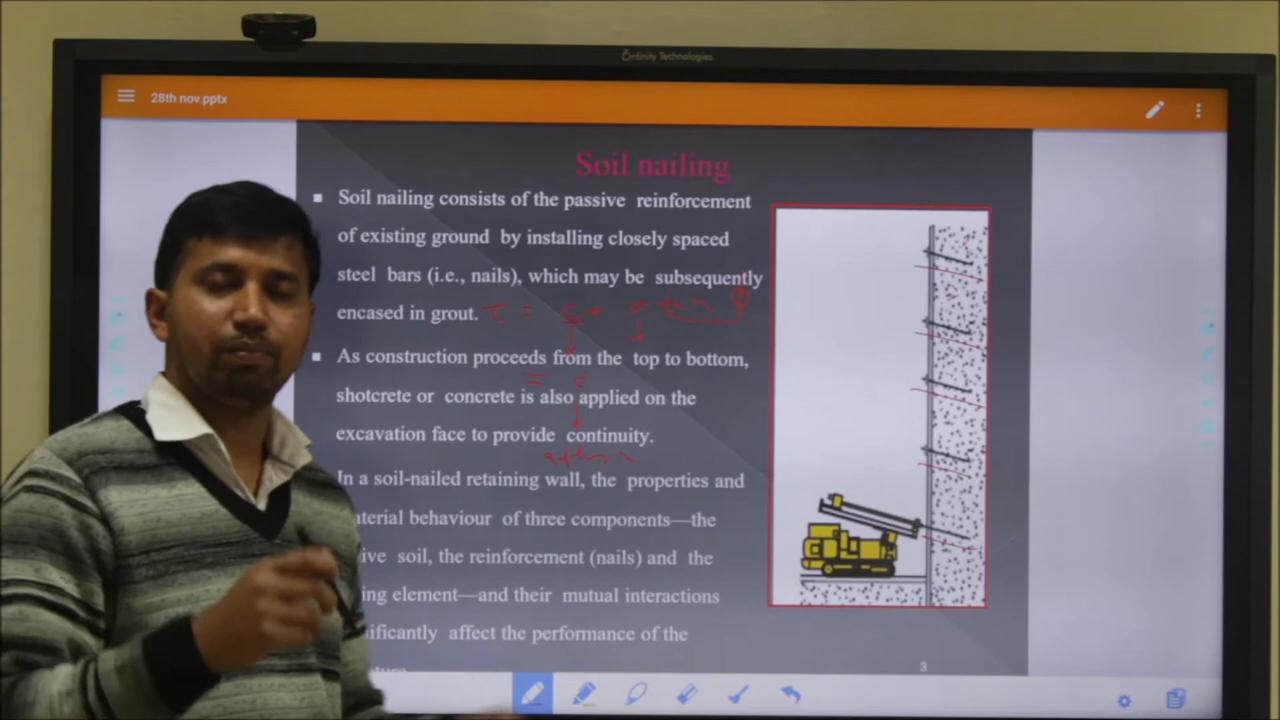 Onfinity Technologies
28th nov.pptx
Soil nailing
Soil nailing consists of the passive reinforcement
of existing ground by installing closely spaced
steel bars (i.e., nails), which may be subsequently
encased in grout. τ = c + σ tan φ
As construction proceeds from the top to bottom,
shotcrete or concrete is also applied on the
excavation face to provide continuity.
In a soil-nailed retaining wall, the properties and
aterial behaviour of three components—the
ive soil, the reinforcement (nails) and the
ing element—and their mutual interactions
nificantly affect the performance of the
3